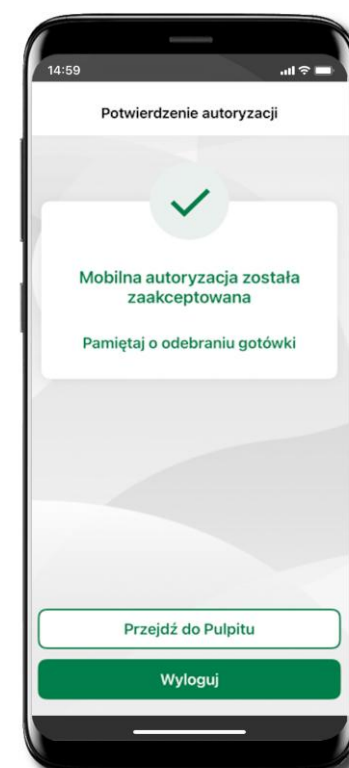 14:59
Potwierdzenie autoryzacji
Mobilna autoryzacja została
zaakceptowana
Pamiętaj o odebraniu gotówki
Przejdź do Pulpitu
Wyloguj